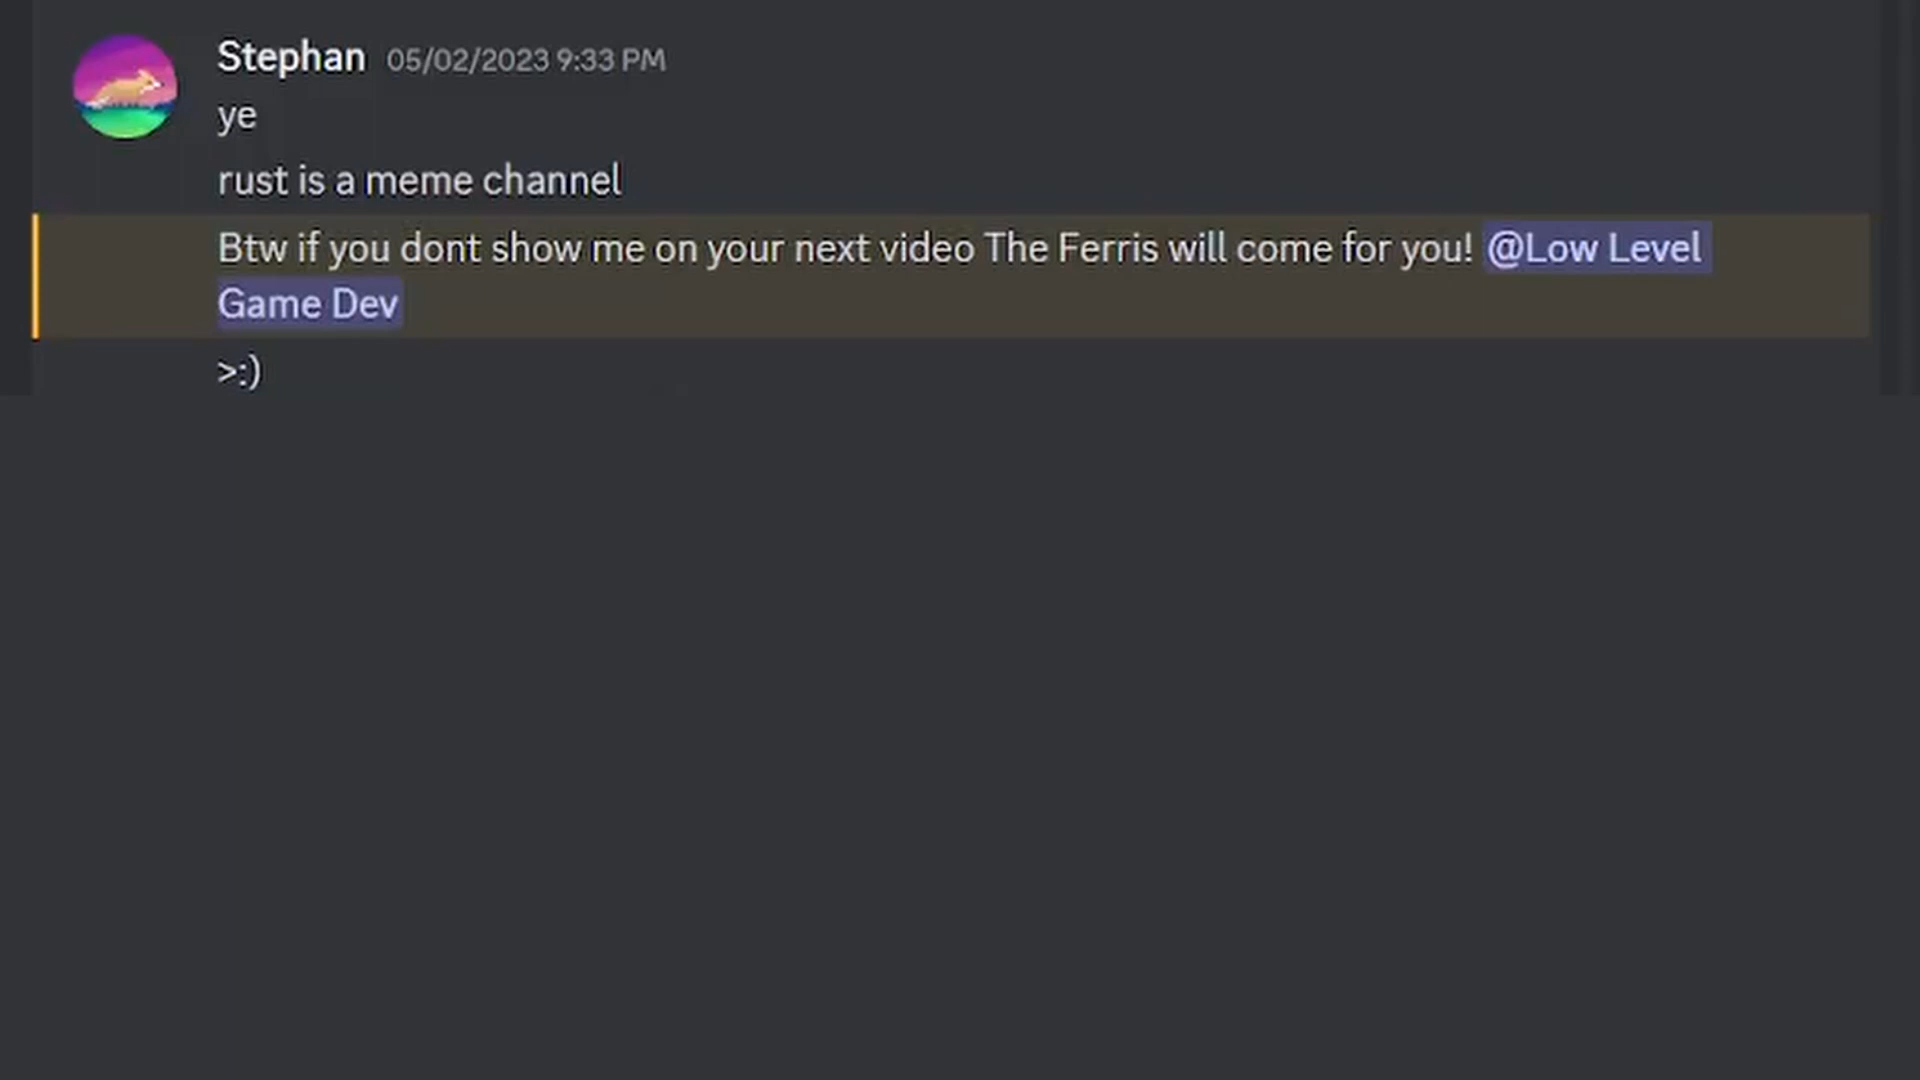 Stephan 05/02/2023 9:33 PM
ye
rust is a meme channel
Btw if you dont show me on your next video The Ferris will come for you! @Low Level
Game Dev
>:)